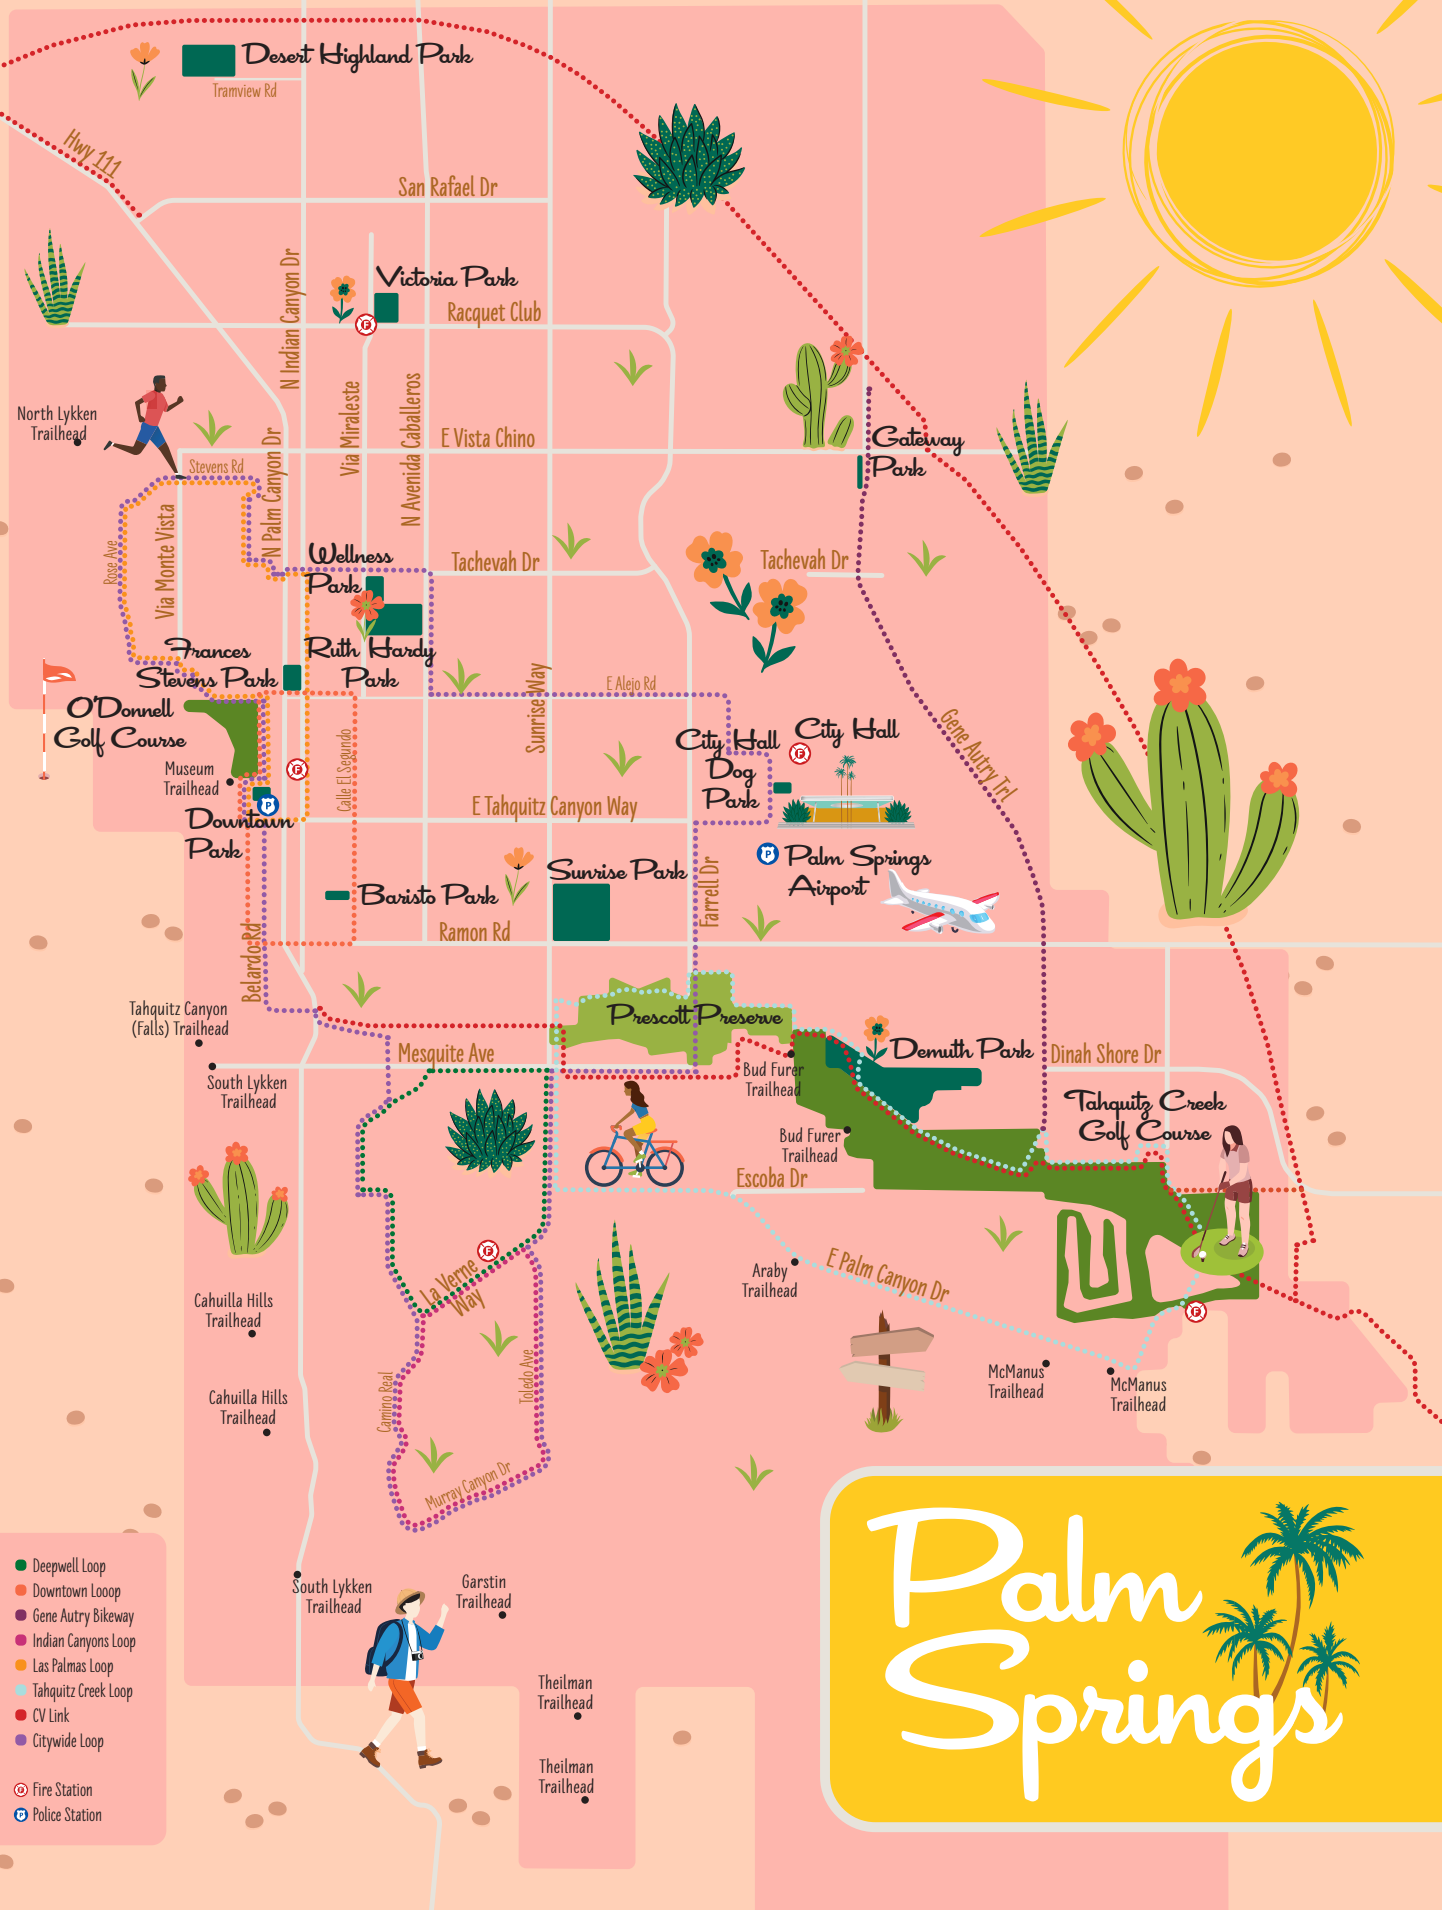 Desert Highland Park
Tramview Rd
Hwy 111
San Rafael Dr
N Indian Canyon Dr
Victoria Park
Racquet Club
F
North Lykken
Trailhead
Via Miraleste
N Avenida Caballeros
E Vista Chino
Gateway
Park
Stevens Rd
N Palm Canyon Dr
Via Monte Vista
Rose Ave
Wellness
Park
Tachevah Dr
Tachevah Dr
Frances
Stevens Park
Ruth Hardy
Park
E Alejo Rd
Sunrise Way
O'Donnell
Golf Course
Museum
Trailhead
F
Calle El Segundo
City Hall
Dog
Park
F
City Hall
Gene Autry Trl
P
Downtown
Park
E Tahquitz Canyon Way
P
Palm Springs
Airport
Sunrise Park
Baristo Park
Farrell Dr
Ramon Rd
Belardo Rd
Tahquitz Canyon
(Falls) Trailhead
Prescott Preserve
Mesquite Ave
South Lykken
Trailhead
Bud Furer
Trailhead
Demuth Park
Dinah Shore Dr
Tahquitz Creek
Golf Course
Bud Furer
Trailhead
Escoba Dr
F
La Verne
Way
Araby
Trailhead
E Palm Canyon Dr
F
Cahuilla Hills
Trailhead
Camino Real
Toledo Ave
McManus
Trailhead
McManus
Trailhead
Cahuilla Hills
Trailhead
Murray Canyon Dr
South Lykken
Trailhead
Garstin
Trailhead
Theilman
Trailhead
Theilman
Trailhead
Deepwell Loop
Downtown Looop
Gene Autry Bikeway
Indian Canyons Loop
Las Palmas Loop
Tahquitz Creek Loop
CV Link
Citywide Loop
F Fire Station
P Police Station
Palm
Springs